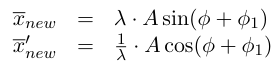 x̅_new = λ · A sin(ϕ + ϕ₁)
x̅′_new = 1/λ · A cos(ϕ + ϕ₁)